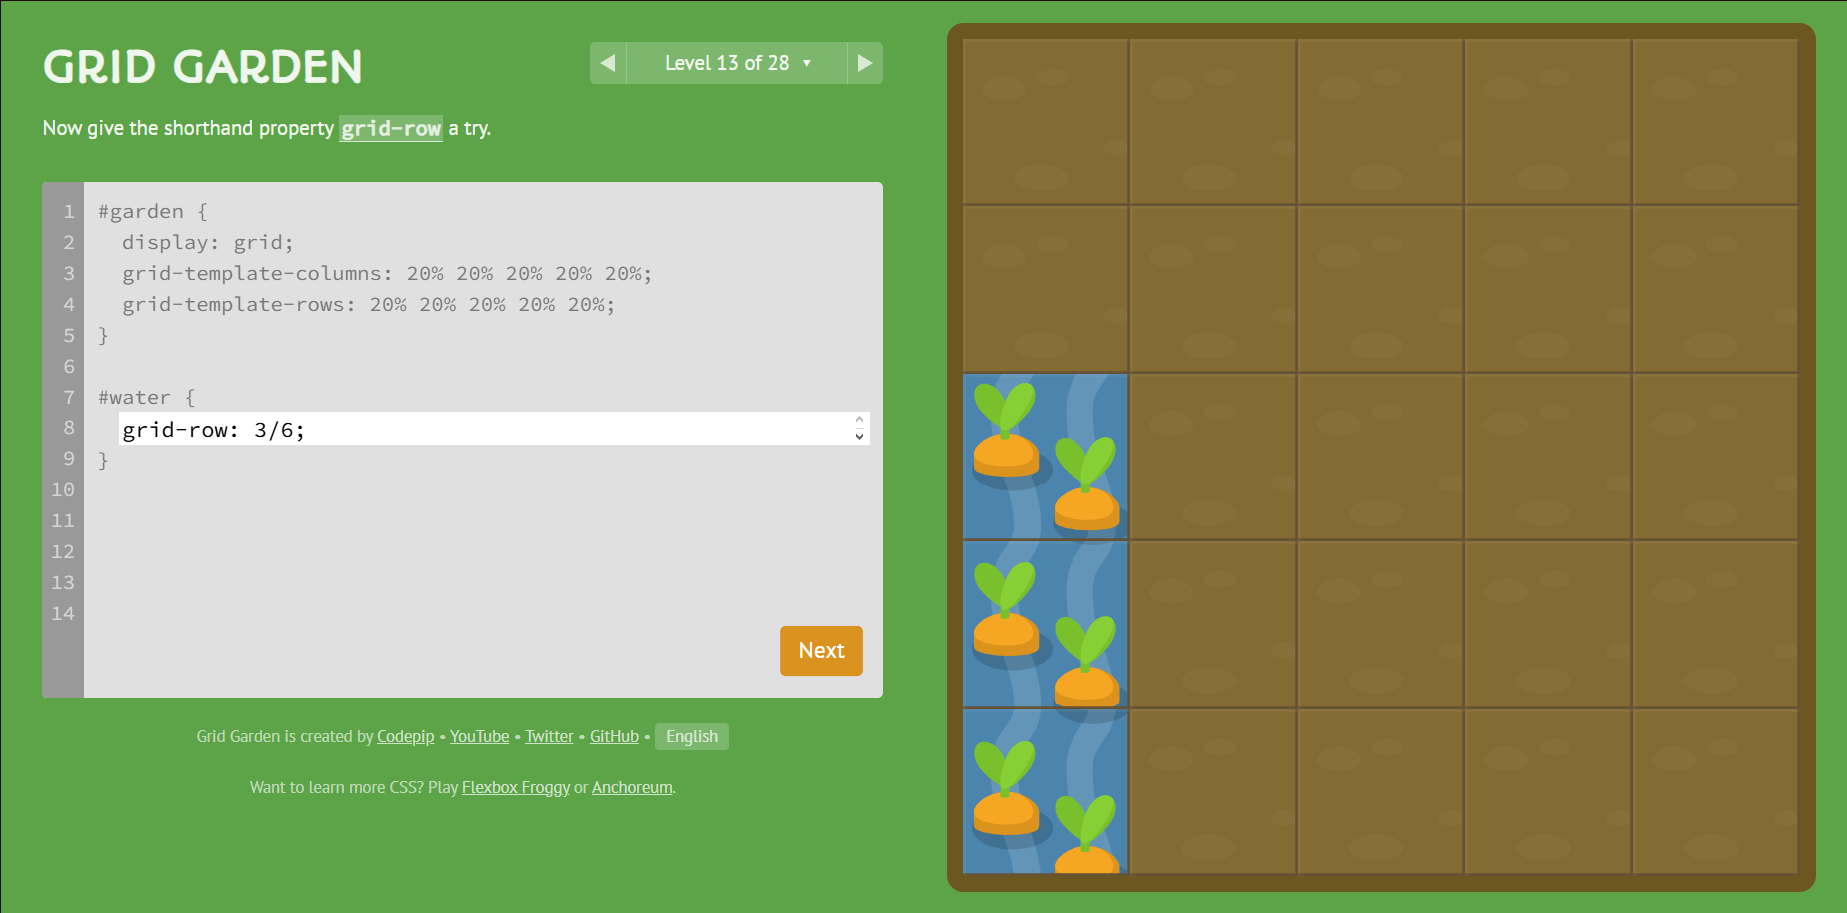 GRID GARDEN
◀ Level 13 of 28 ▼ ▶
Now give the shorthand property grid-row a try.
1 #garden {
2 display: grid;
3 grid-template-columns: 20% 20% 20% 20% 20%;
4 grid-template-rows: 20% 20% 20% 20% 20%;
5 }
6
7 #water {
8 grid-row: 3/6;
9 }
10
11
12
13
14
Next
Grid Garden is created by Codepip • YouTube • Twitter • GitHub • English
Want to learn more CSS? Play Flexbox Froggy or Anchoreum.